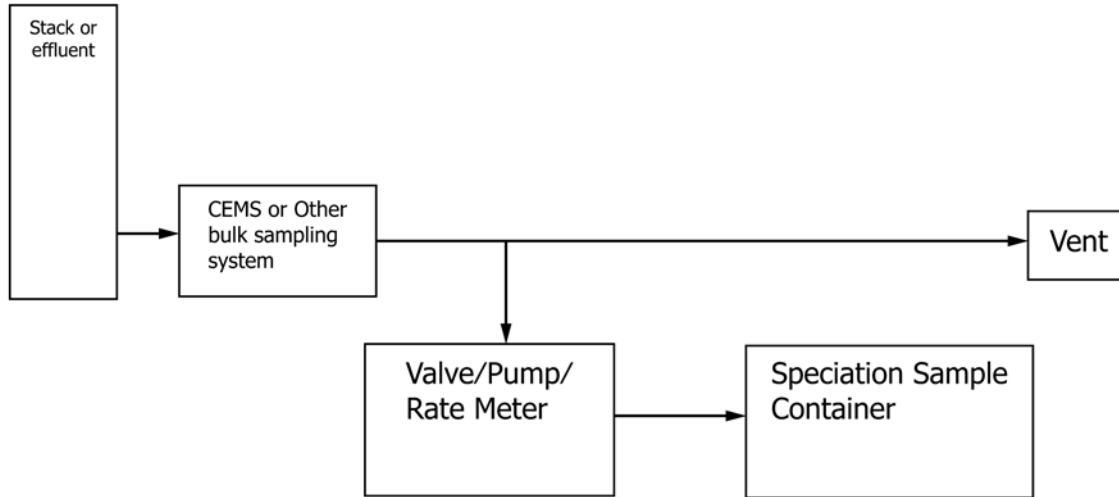 Stack or
effluent
CEMS or Other
bulk sampling
system
Vent
Valve/Pump/
Rate Meter
Speciation Sample
Container